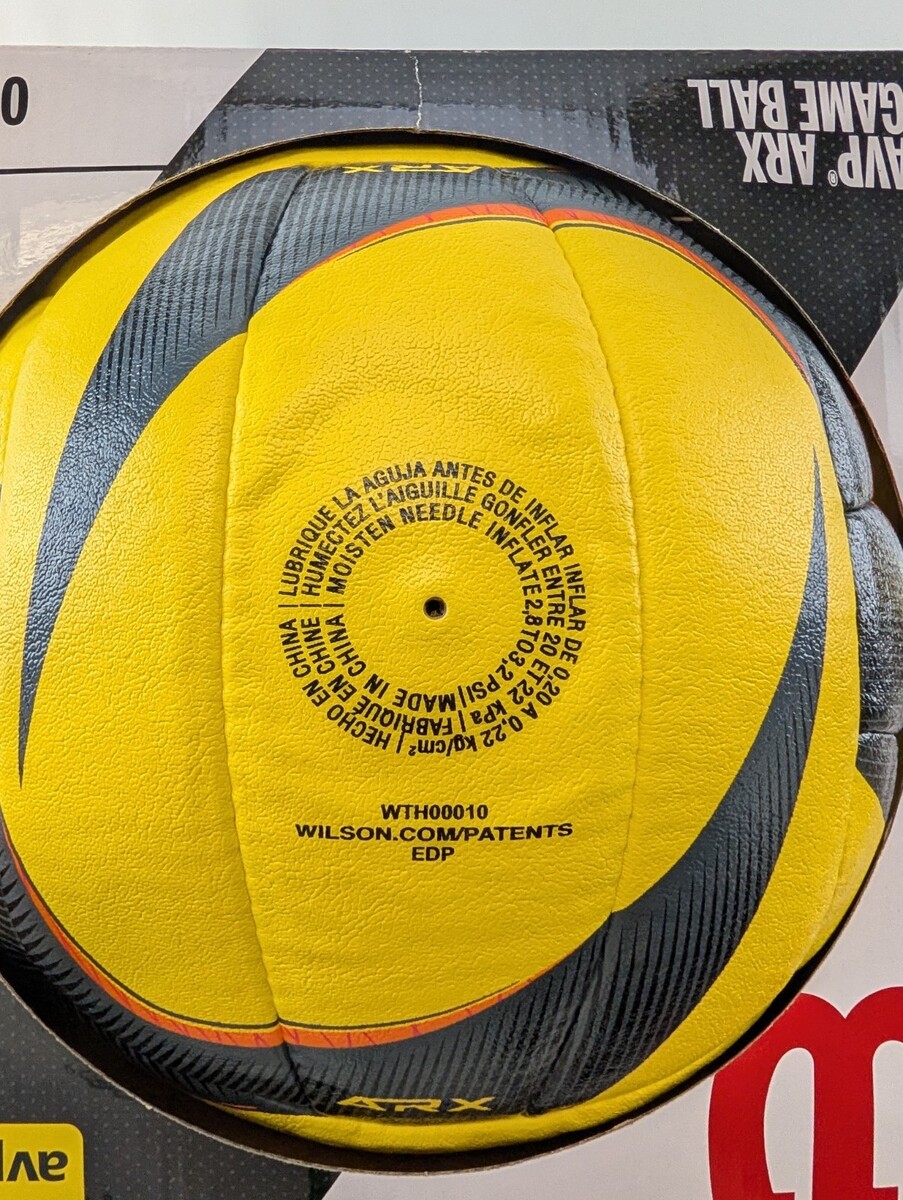 0
AVP® ARX
GAME BALL
ARX
LUBRIQUE LA AGUJA ANTES DE INFLAR INFLAR DE 0,20 A 0,22 kg/cm² | HECHO EN CHINA |
HUMECTEZ L'AIGUILLE GONFLER ENTRE 20 ET 22 kPa | FABRIQUE EN CHINE |
MOISTEN NEEDLE INFLATE 2,8 TO 3,2 PSI | MADE IN CHINA |
WTH00010
WILSON.COM/PATENTS
EDP
ARX
avp